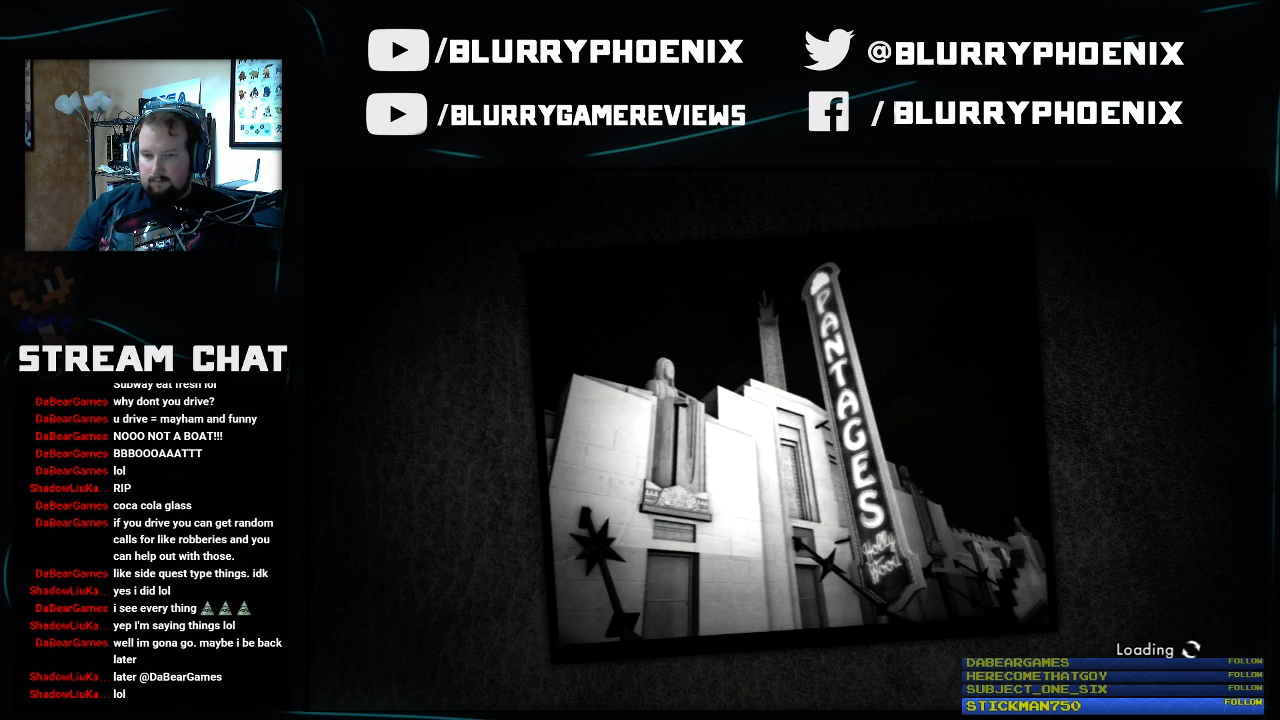 /BLURRYPHOENIX
@BLURRYPHOENIX
/BLURRYGAMEREVIEWS
/ BLURRYPHOENIX
STREAM CHAT
Subway eat fresh lol
DaBearGames why dont you drive?
DaBearGames u drive = mayham and funny
DaBearGames NOOO NOT A BOAT!!!
DaBearGames BBBOOOAAATTT
DaBearGames lol
ShadowLiuKa... RIP
DaBearGames coca cola glass
DaBearGames if you drive you can get random
calls for like robberies and you
can help out with those.
DaBearGames like side quest type things. idk
ShadowLiuKa... yes i did lol
DaBearGames i see every thing
ShadowLiuKa... yep I'm saying things lol
DaBearGames well im gona go. maybe i be back
later
ShadowLiuKa... later @DaBearGames
ShadowLiuKa... lol
PANTAGES
Hollywood
Loading
DABEARGAMES FOLLOW
HERECOMETHATGOY FOLLOW
SUBJECT_ONE_SIX FOLLOW
STICKMAN750 FOLLOW